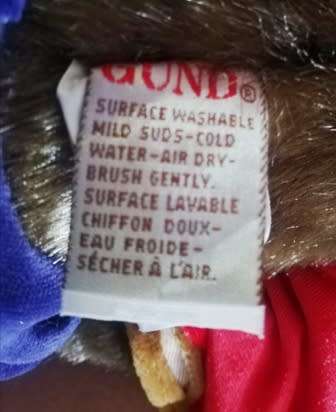 GUND®
SURFACE WASHABLE
MILD SUDS-COLD
WATER-AIR DRY-
BRUSH GENTLY.
SURFACE LAVABLE
CHIFFON DOUX-
EAU FROIDE-
SÉCHER À L'AIR.